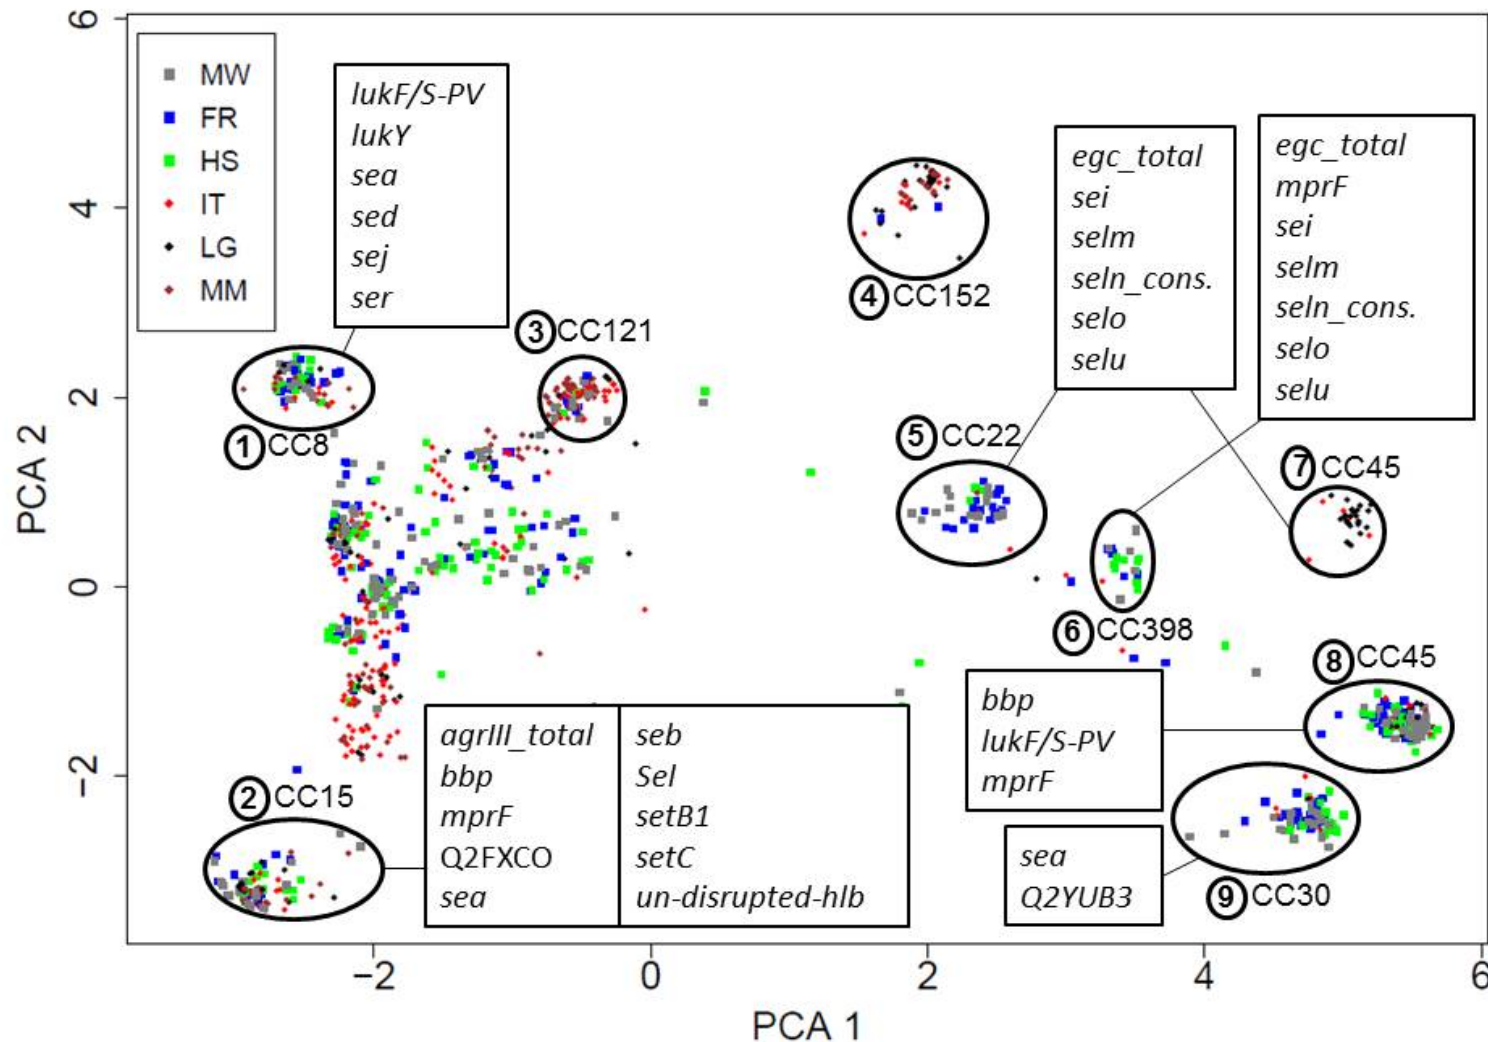 6
4
2
0
−2
PCA 2
MW
FR
HS
IT
LG
MM
lukF/S-PV
lukY
sea
sed
sej
ser
1 CC8
3 CC121
4 CC152
egc_total
sei
selm
seln_cons.
selo
selu
egc_total
mprF
sei
selm
seln_cons.
selo
selu
5 CC22
7 CC45
6 CC398
8 CC45
bbp
lukF/S-PV
mprF
2 CC15
agrIII_total
bbp
mprF
Q2FXCO
sea
seb
Sel
setB1
setC
un-disrupted-hlb
sea
Q2YUB3
9 CC30
−2
0
2
4
6
PCA 1